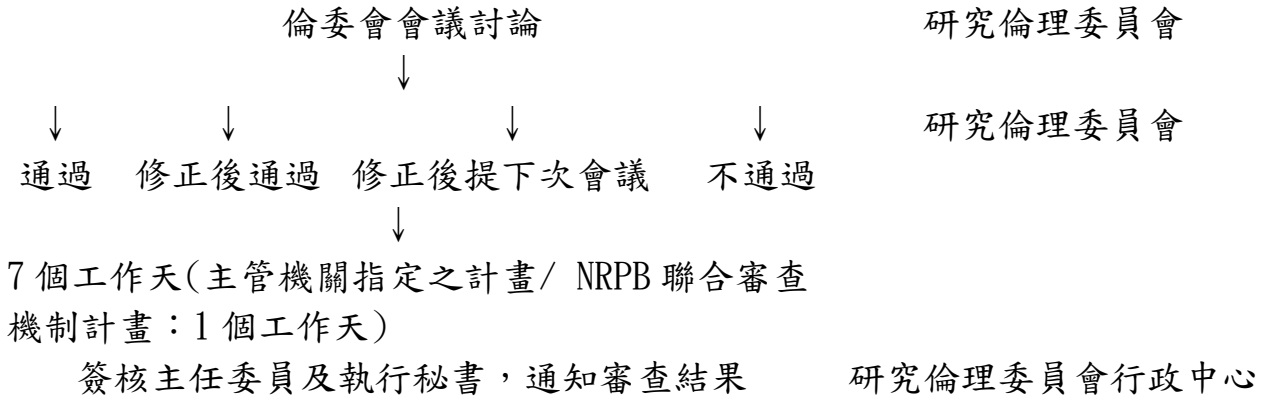 倫委會會議討論 研究倫理委員會
↓
↓ ↓ ↓ ↓ 研究倫理委員會
通過 修正後通過 修正後提下次會議 不通過
↓
7 個工作天(主管機關指定之計畫/ NRPB 聯合審查
機制計畫：1 個工作天)
簽核主任委員及執行秘書，通知審查結果 研究倫理委員會行政中心